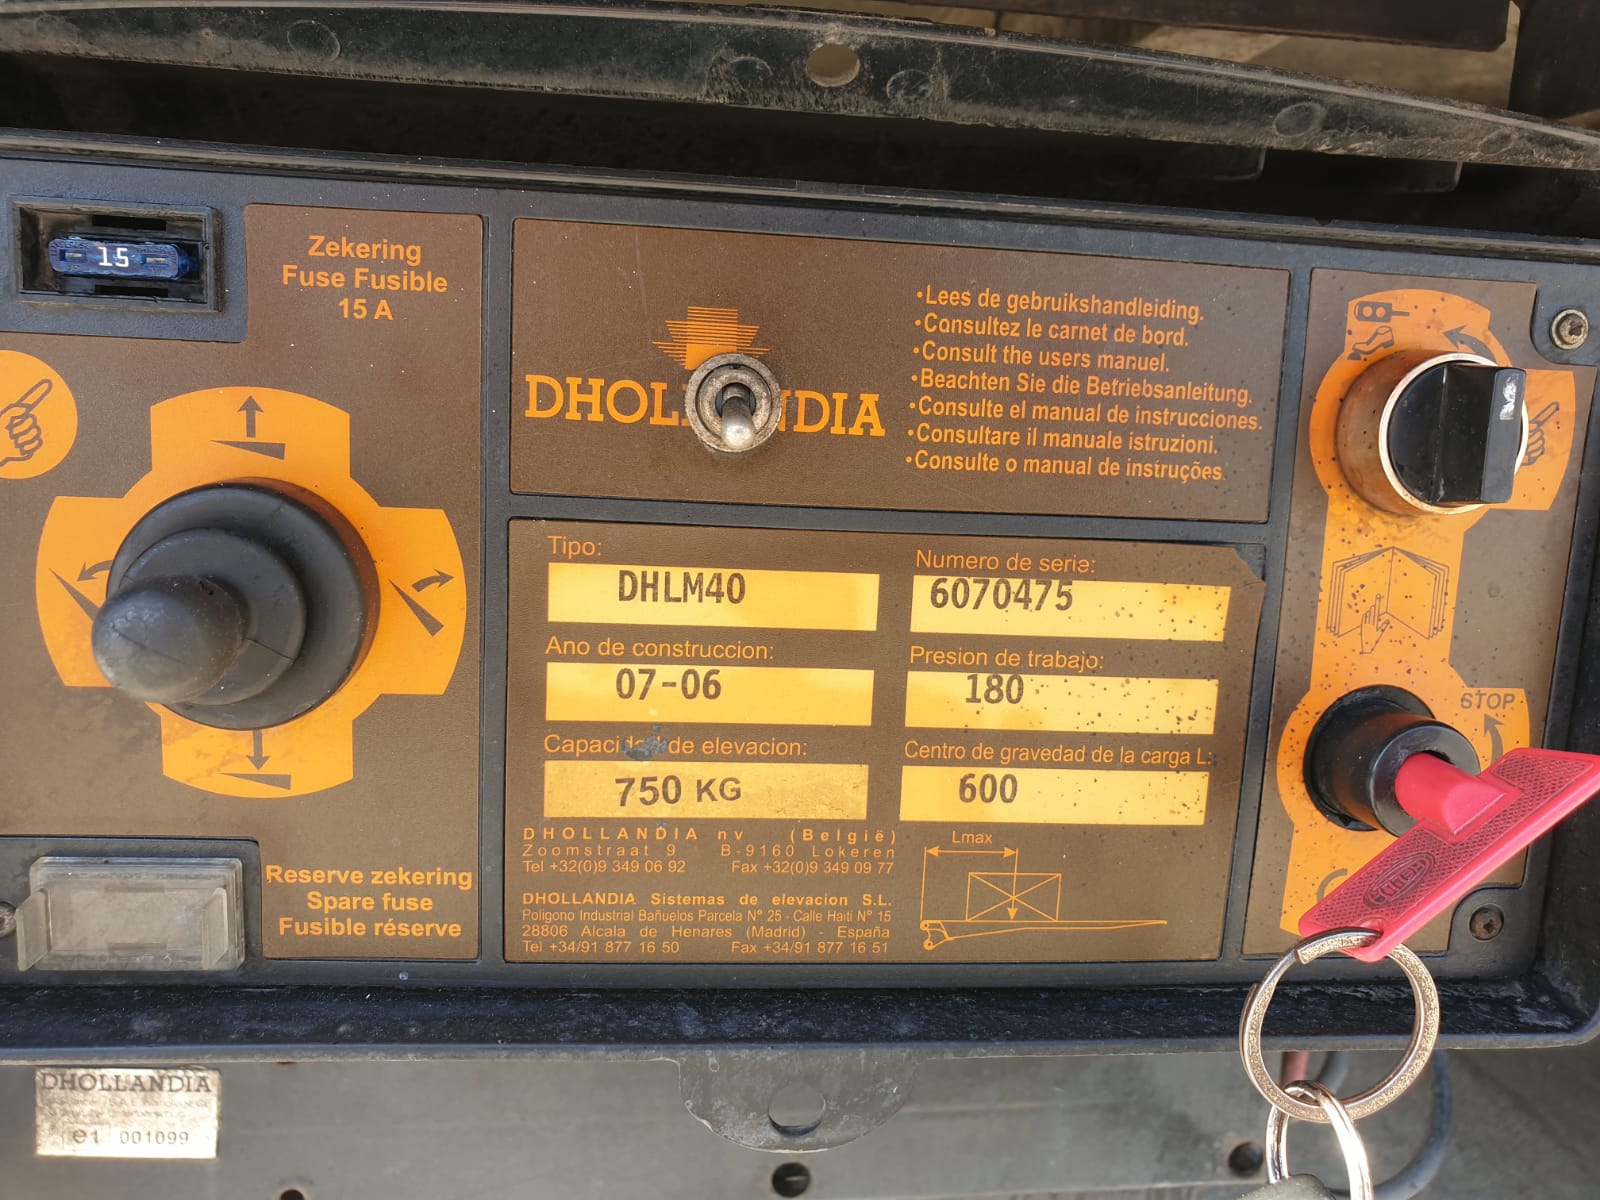 15
Zekering
Fuse Fusible
15 A
DHOLLANDIA
•Lees de gebruikshandleiding.
•Consultez le carnet de bord.
•Consult the users manuel.
•Beachten Sie die Betriebsanleitung.
•Consulte el manual de instrucciones.
•Consultare il manuale istruzioni.
•Consulte o manual de instruções.
Tipo:
DHLM40
Numero de serie:
6070475
Ano de construccion:
07-06
Presion de trabajo:
180
Capacidad de elevacion:
750 KG
Centro de gravedad de la carga L:
600
DHOLLANDIA nv (België)
Zoomstraat 9 B-9160 Lokeren
Tel +32(0)9 349 06 92 Fax +32(0)9 349 09 77
DHOLLANDIA Sistemas de elevacion S.L.
Poligono Industrial Bañuelos Parcela Nº 25 - Calle Haiti Nº 15
28806 Alcala de Henares (Madrid) - España
Tel +34/91 877 16 50 Fax +34/91 877 16 51
Lmax
STOP
Reserve zekering
Spare fuse
Fusible réserve
DHOLLANDIA
e1 001099